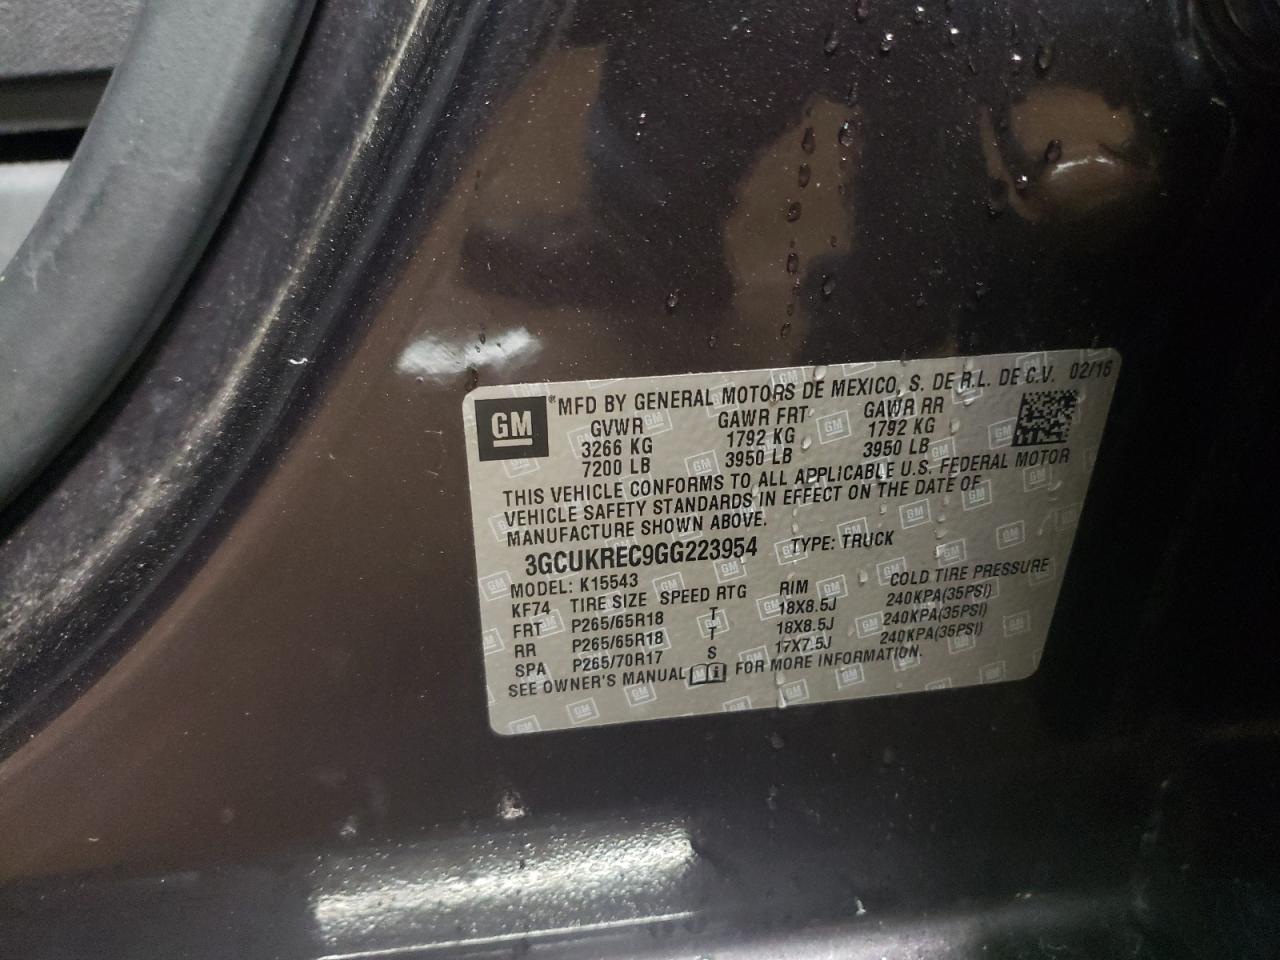 GM ® MFD BY GENERAL MOTORS DE MEXICO, S. DE R.L. DE C.V. 02/16
GVWR GAWR FRT GAWR RR
3266 KG 1792 KG 1792 KG
7200 LB 3950 LB 3950 LB
THIS VEHICLE CONFORMS TO ALL APPLICABLE U.S. FEDERAL MOTOR
VEHICLE SAFETY STANDARDS IN EFFECT ON THE DATE OF
MANUFACTURE SHOWN ABOVE.
3GCUKREC9GG223954 TYPE: TRUCK
MODEL: K15543
KF74 TIRE SIZE SPEED RTG RIM COLD TIRE PRESSURE
FRT P265/65R18 T 18X8.5J 240KPA(35PSI)
RR P265/65R18 T 18X8.5J 240KPA(35PSI)
SPA P265/70R17 S 17X7.5J 240KPA(35PSI)
SEE OWNER'S MANUAL FOR MORE INFORMATION.